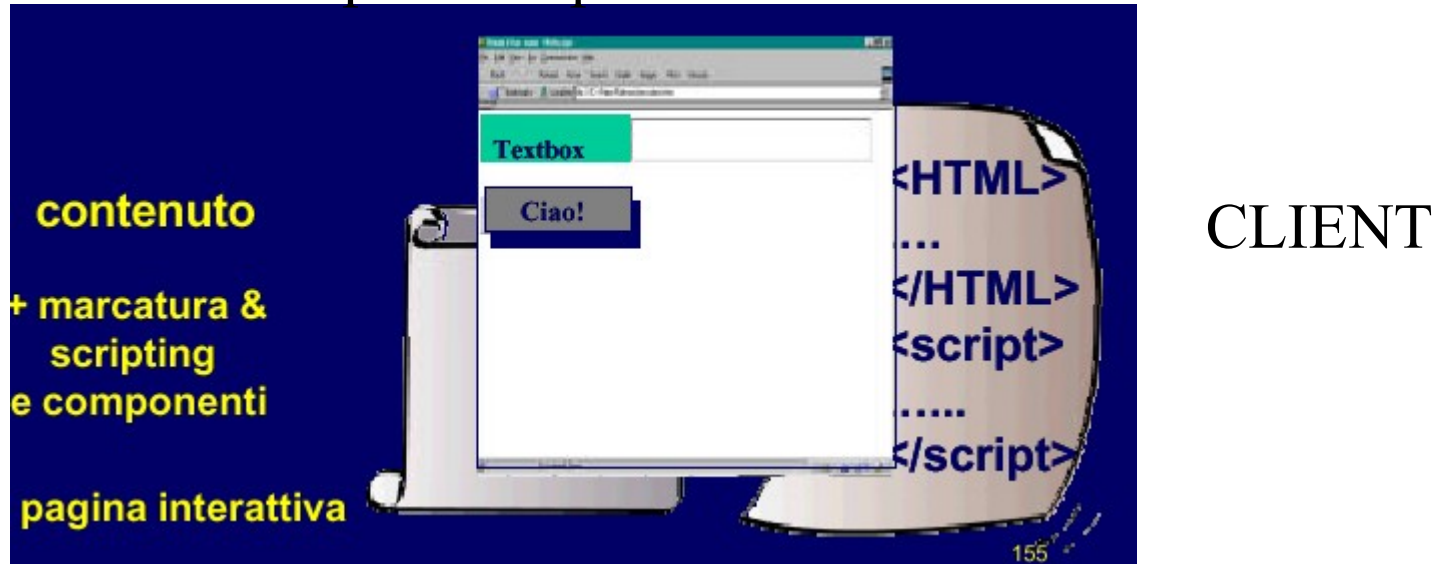 Textbox
Ciao!
contenuto
+ marcatura &
scripting
e componenti
pagina interattiva
<HTML>
....
</HTML>
<script>
......
</script>
CLIENT
155